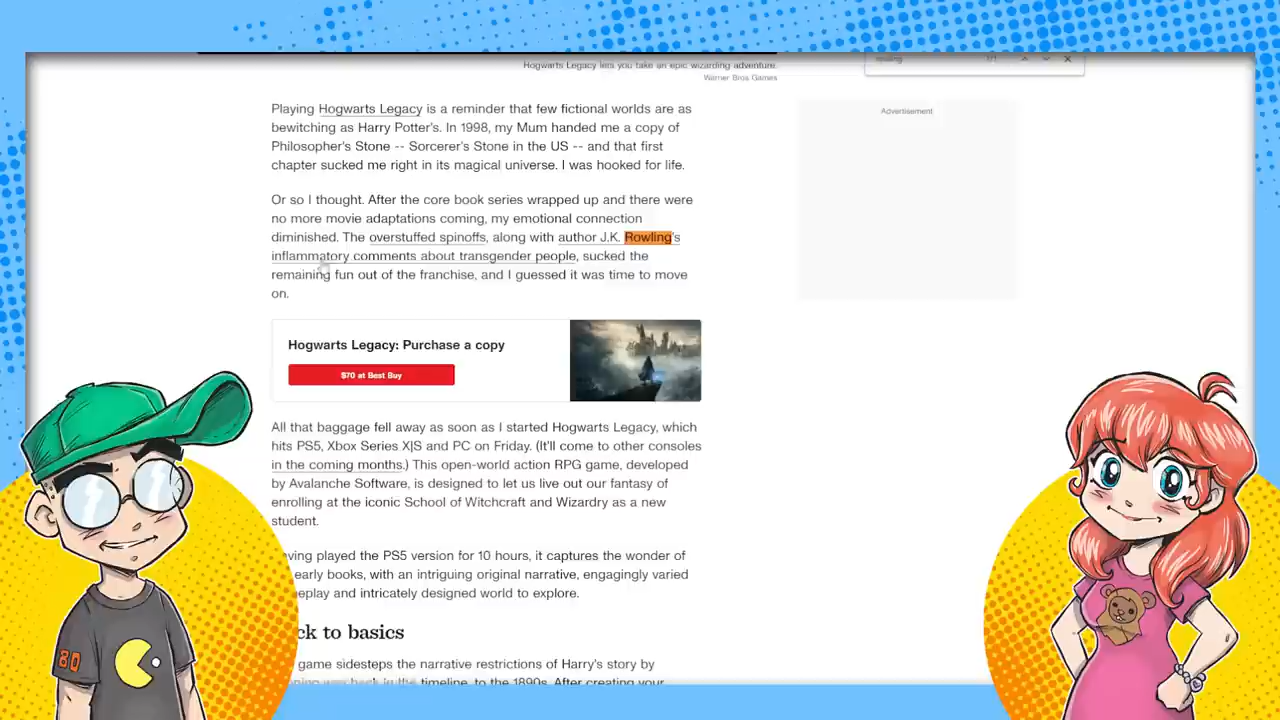 Hogwarts Legacy lets you take an epic wizarding adventure.
rowling
1/1
Warner Bros Games
Playing Hogwarts Legacy is a reminder that few fictional worlds are as
bewitching as Harry Potter's. In 1998, my Mum handed me a copy of
Philosopher's Stone -- Sorcerer's Stone in the US -- and that first
chapter sucked me right in its magical universe. I was hooked for life.
Advertisement
Or so I thought. After the core book series wrapped up and there were
no more movie adaptations coming, my emotional connection
diminished. The overstuffed spinoffs, along with author J.K. Rowling's
inflammatory comments about transgender people, sucked the
remaining fun out of the franchise, and I guessed it was time to move
on.
Hogwarts Legacy: Purchase a copy
$70 at Best Buy
All that baggage fell away as soon as I started Hogwarts Legacy, which
hits PS5, Xbox Series X|S and PC on Friday. (It'll come to other consoles
in the coming months.) This open-world action RPG game, developed
by Avalanche Software, is designed to let us live out our fantasy of
enrolling at the iconic School of Witchcraft and Wizardry as a new
student.
ving played the PS5 version for 10 hours, it captures the wonder of
early books, with an intriguing original narrative, engagingly varied
eplay and intricately designed world to explore.
ck to basics
game sidesteps the narrative restrictions of Harry's story by
back in the timeline, to the 1890s. After creating your
80